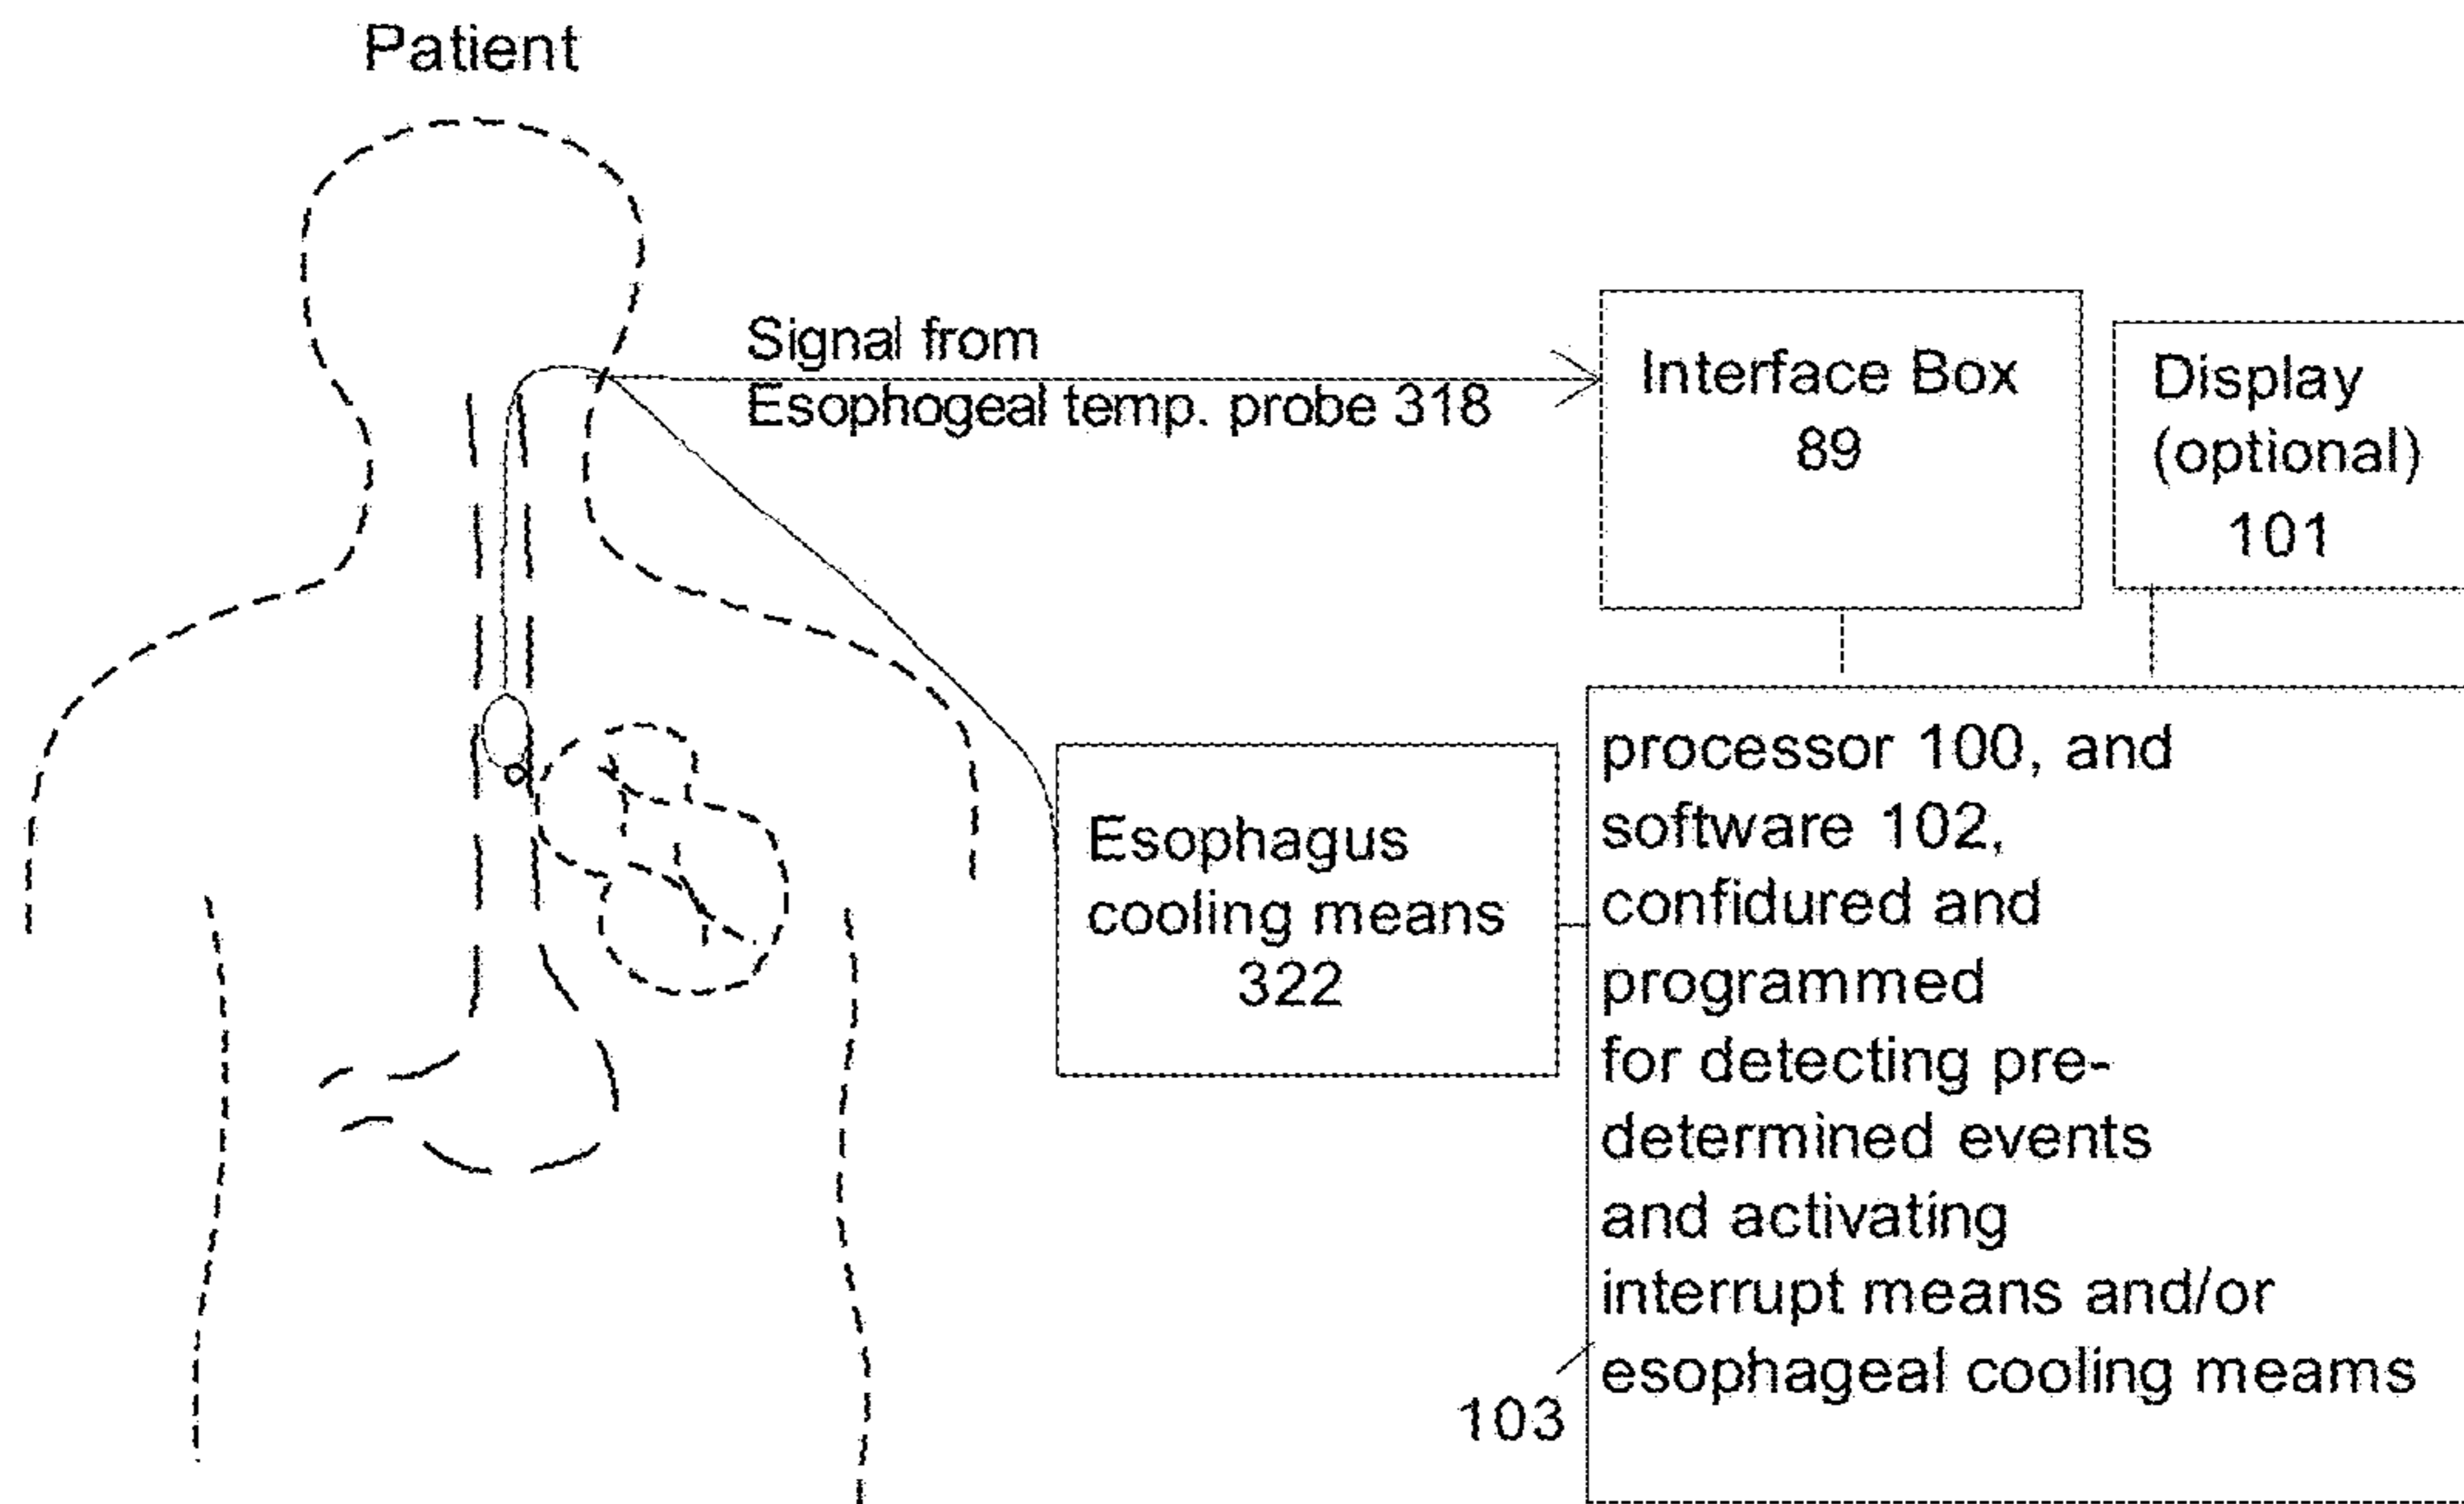 Patient
Signal from
Esophogeal temp. probe 318
Interface Box
89
Display
(optional)
101
Esophagus
cooling means
322
processor 100, and
software 102,
confidured and
programmed
for detecting pre-
determined events
and activating
interrupt means and/or
esophageal cooling meams
103